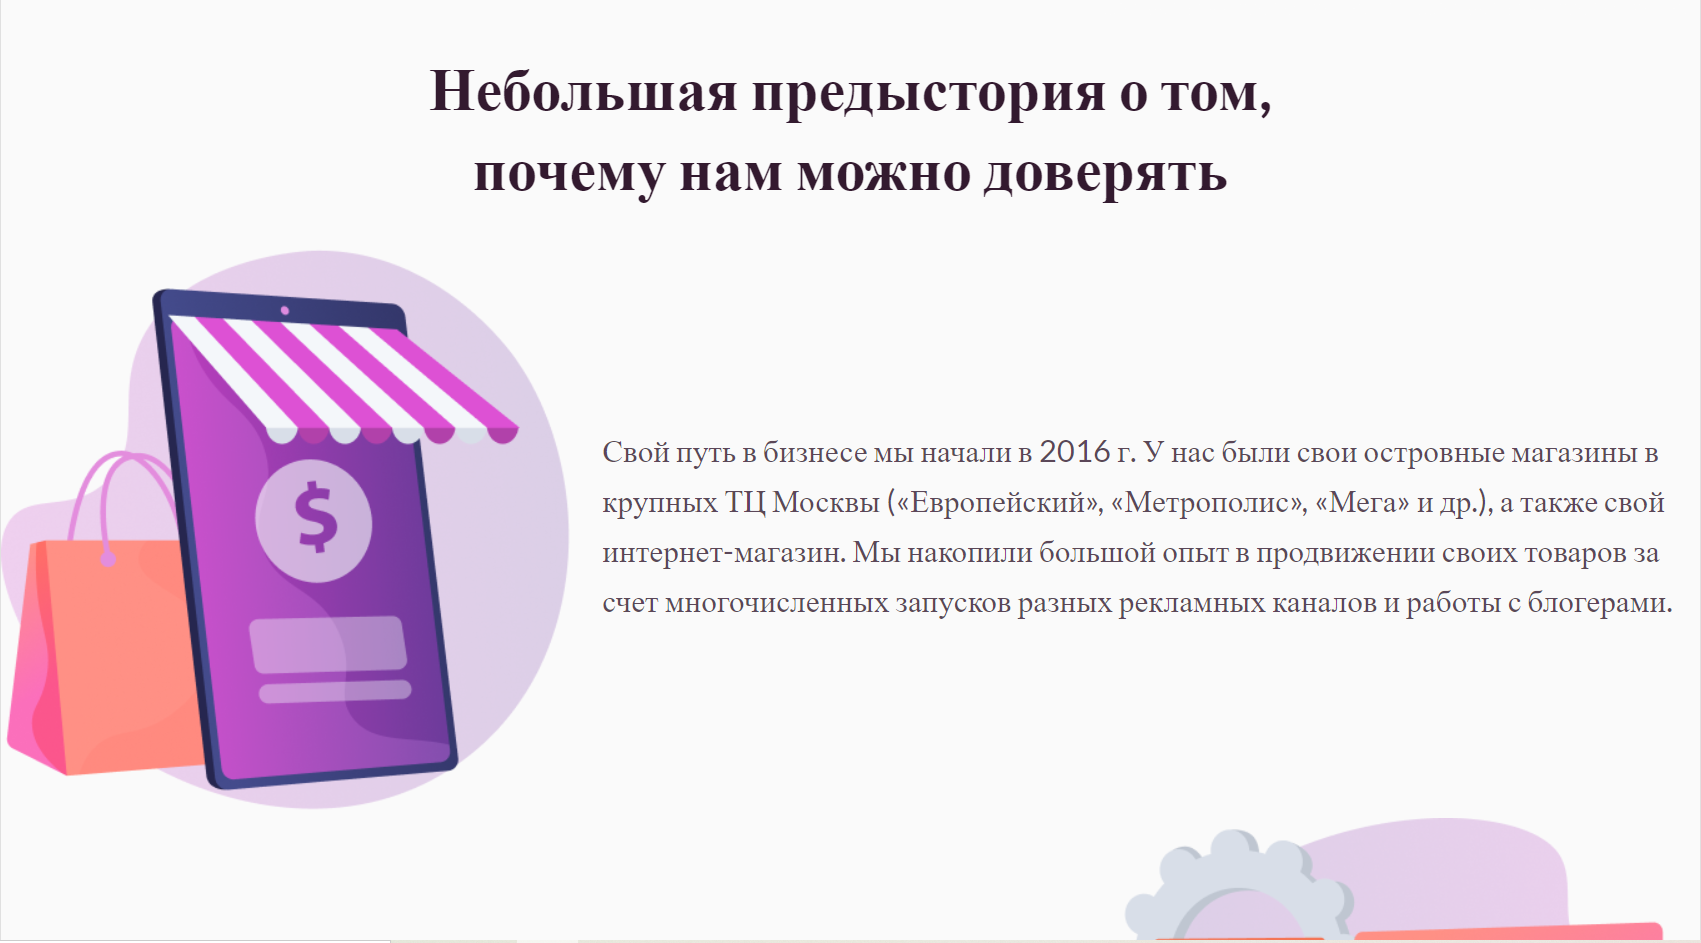 Небольшая предыстория о том,
почему нам можно доверять
$
Свой путь в бизнесе мы начали в 2016 г. У нас были свои островные магазины в
крупных ТЦ Москвы («Европейский», «Метрополис», «Мега» и др.), а также свой
интернет-магазин. Мы накопили большой опыт в продвижении своих товаров за
счет многочисленных запусков разных рекламных каналов и работы с блогерами.